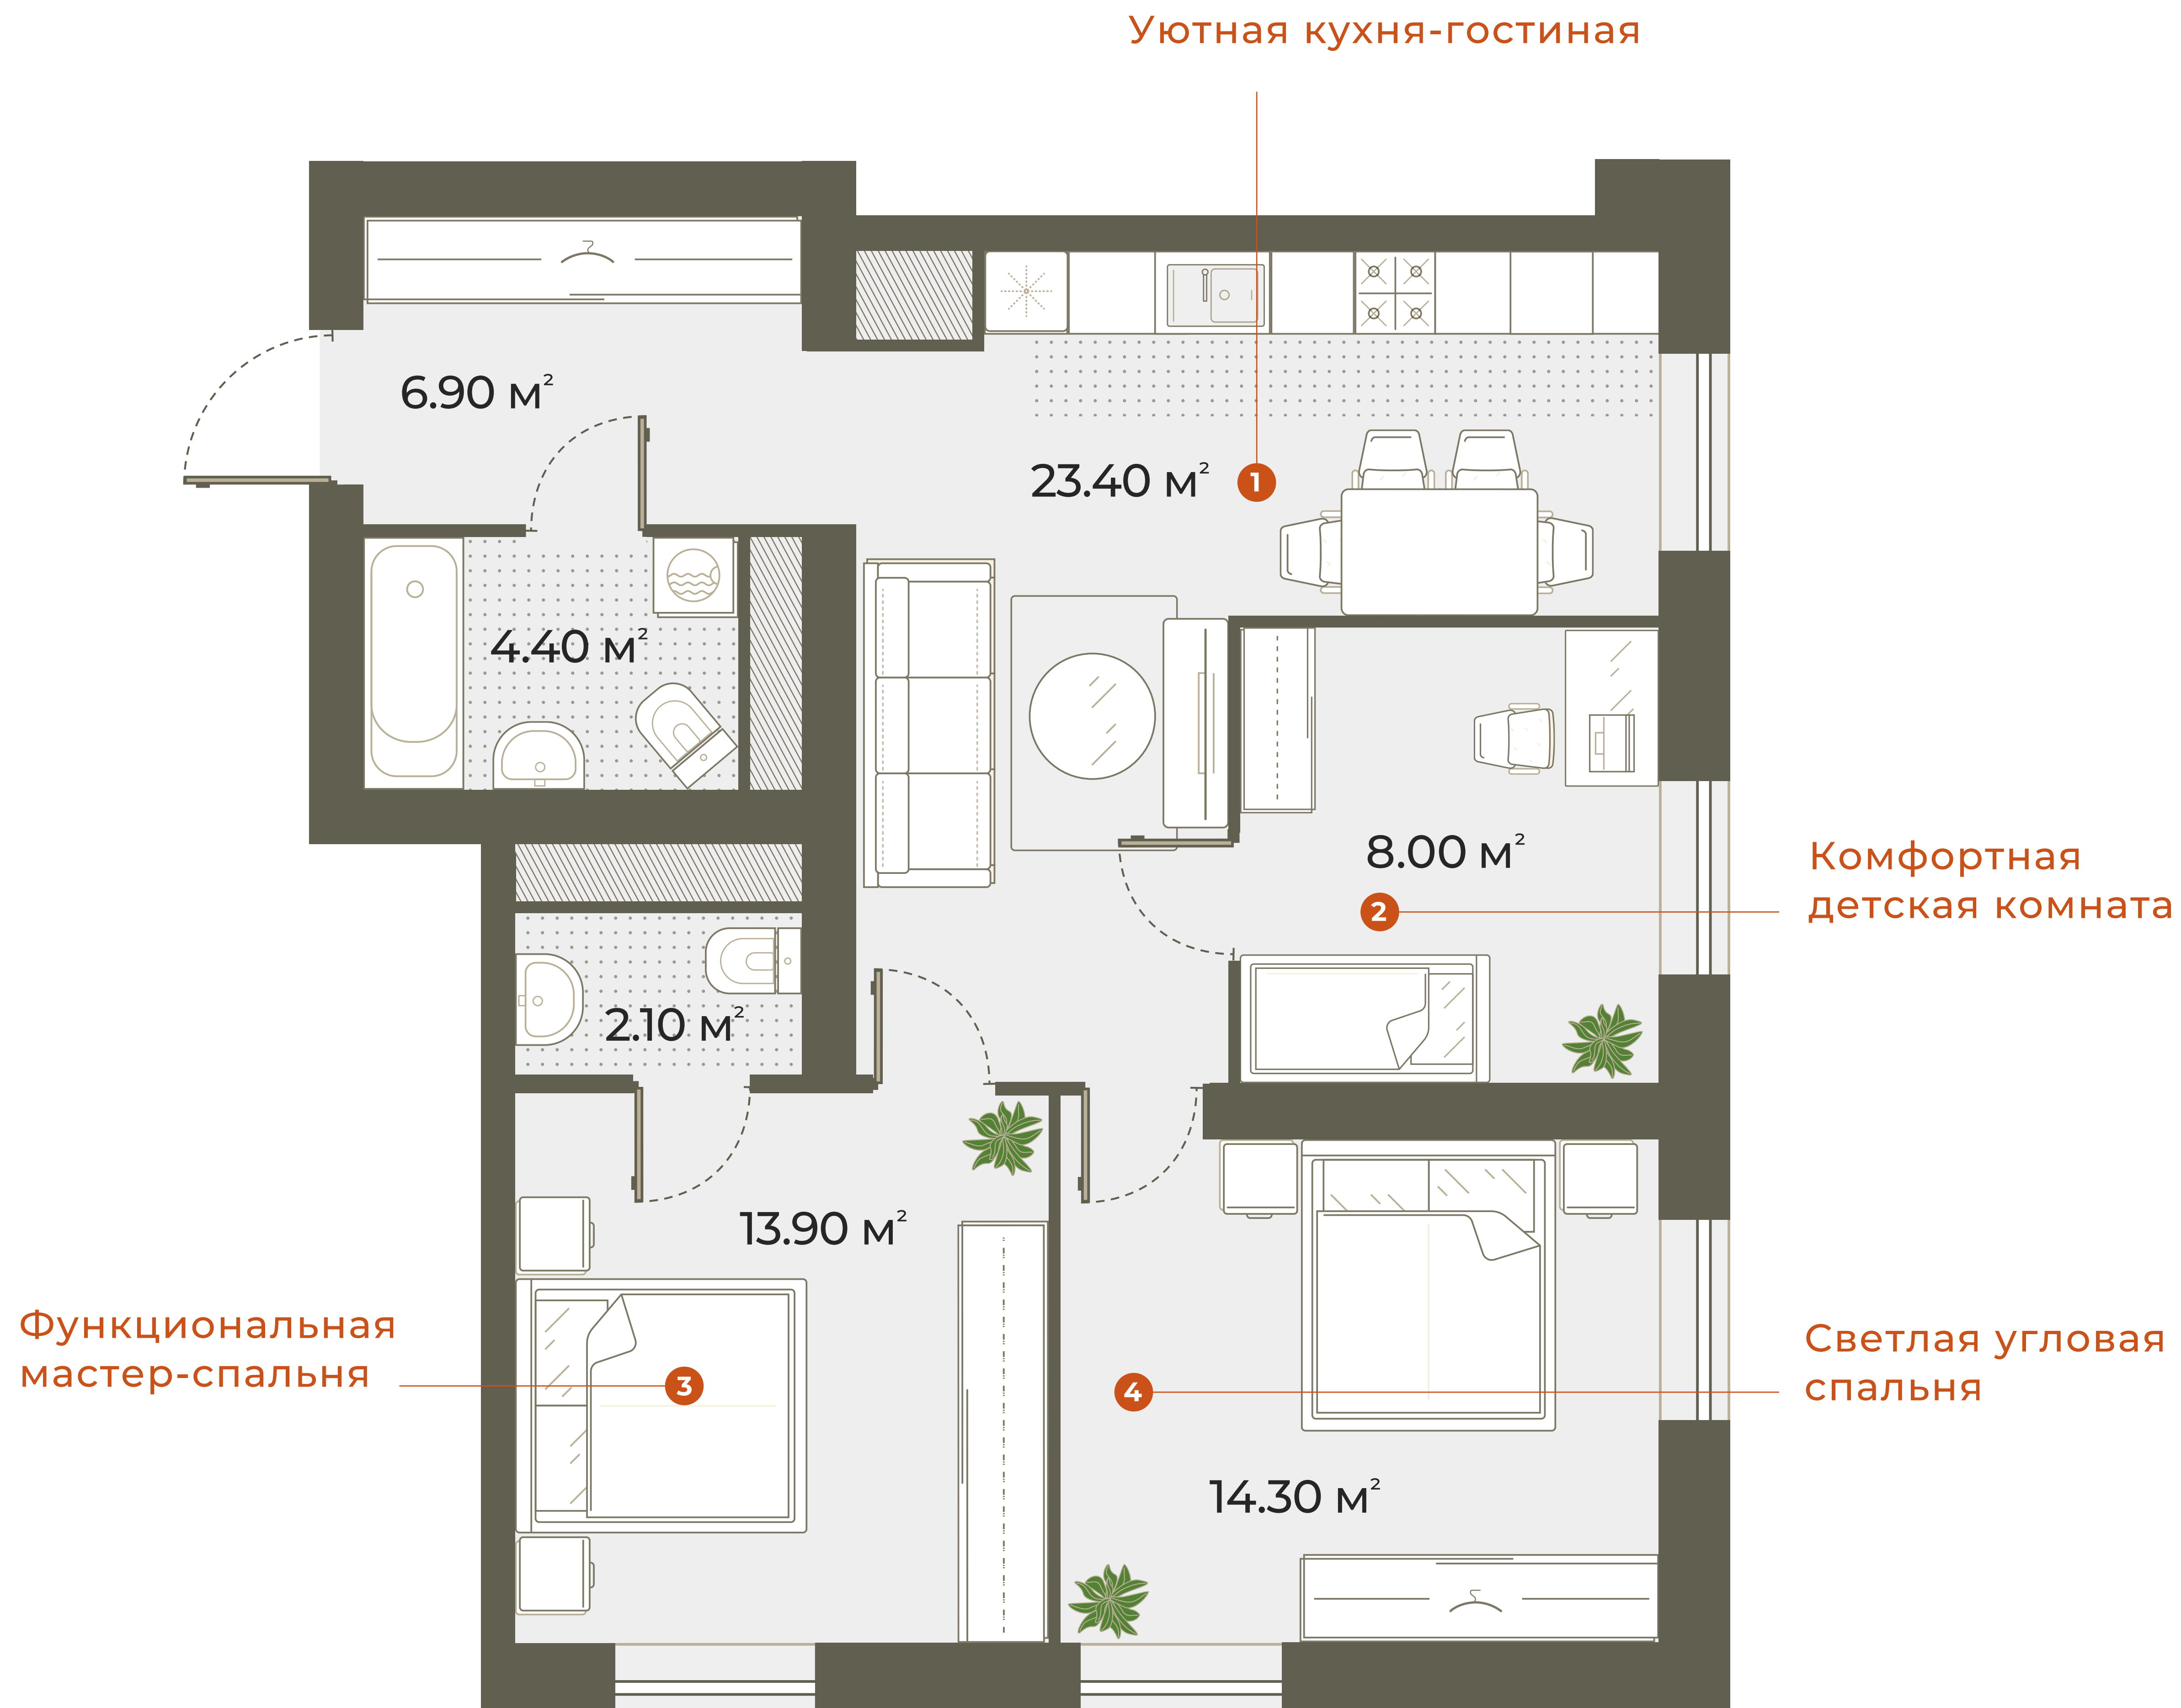 Уютная кухня-гостиная
6.90 м²
23.40 м² 1
4.40 м²
8.00 м²
2
Комфортная
детская комната
2.10 м²
13.90 м²
Функциональная
мастер-спальня
3
4
Светлая угловая
спальня
14.30 м²